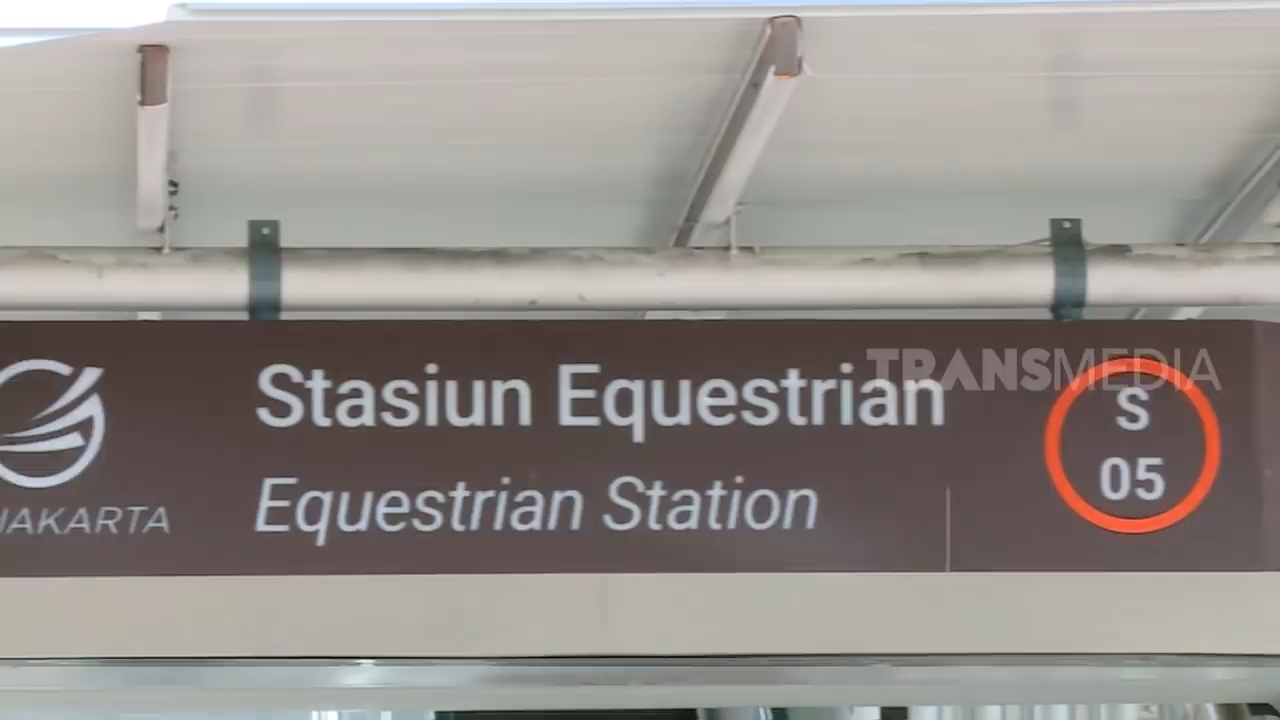 Stasiun Equestrian
Equestrian Station
JAKARTA
S
05
TRANSMEDIA